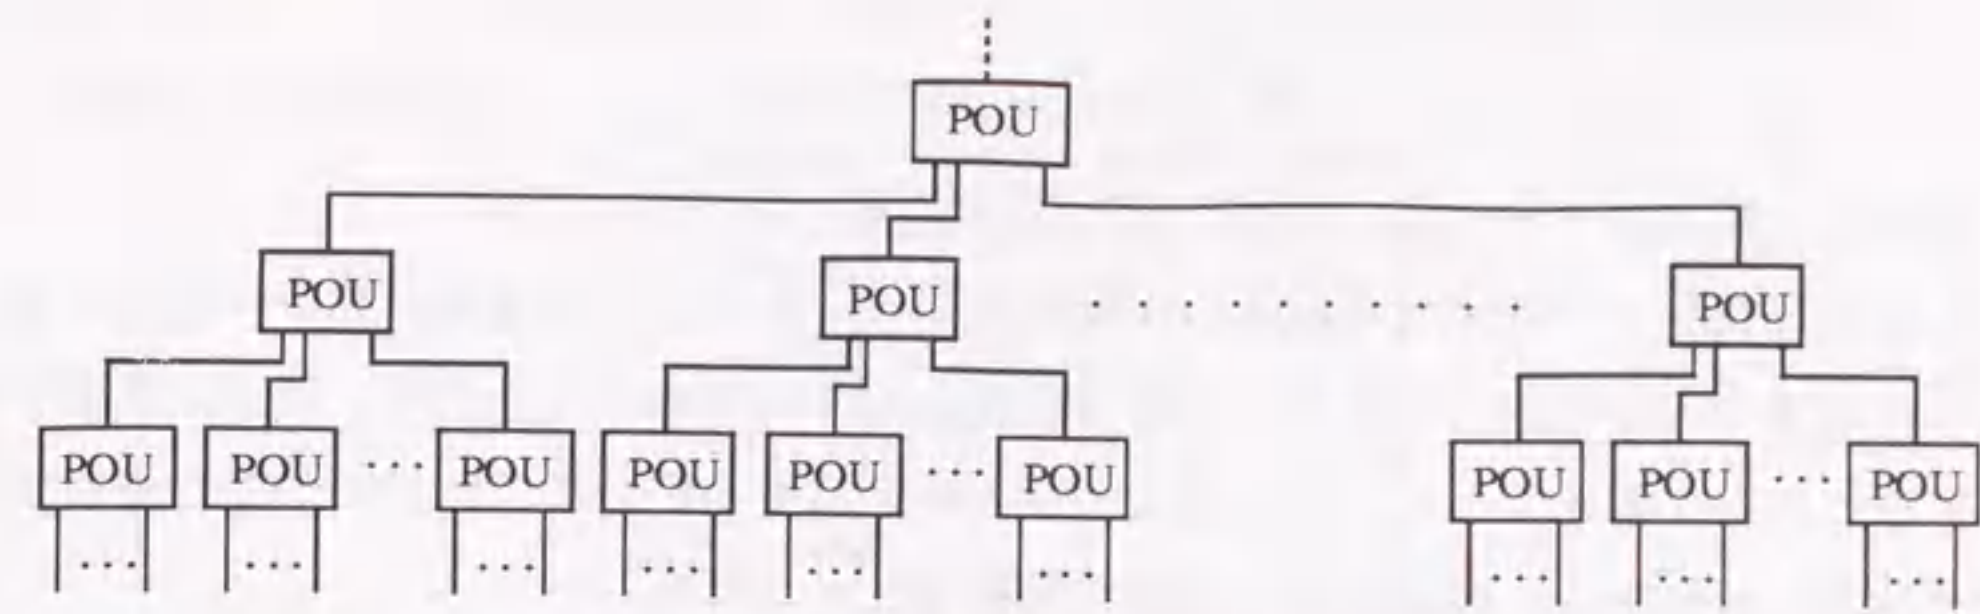 POU
POU POU . . . . . . . . . . POU
POU POU ... POU POU POU ... POU POU POU ... POU
... ... ... ... ... ... ... ... ...